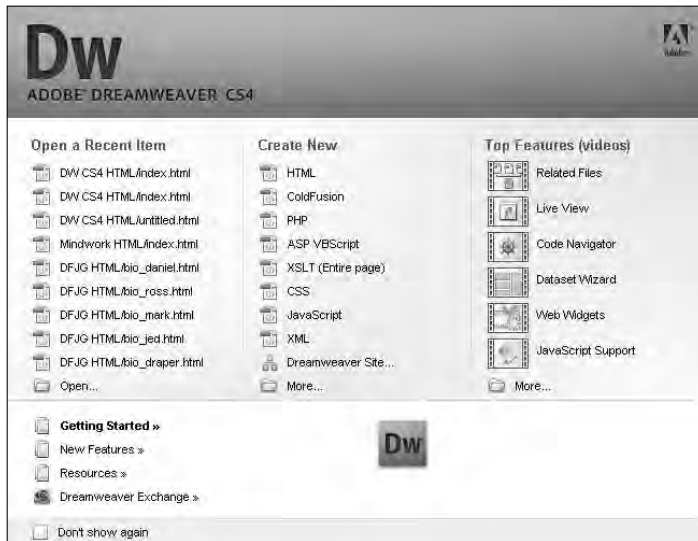 Dw
ADOBE® DREAMWEAVER® CS4
Adobe
Open a Recent Item
DW CS4 HTML/index.html
DW CS4 HTML/index.html
DW CS4 HTML/untitled.html
Mindwork HTML/index.html
DFJG HTML/bio_daniel.html
DFJG HTML/bio_ross.html
DFJG HTML/bio_mark.html
DFJG HTML/bio_jed.html
DFJG HTML/bio_draper.html
Open...
Create New
HTML
ColdFusion
PHP
ASP VBScript
XSLT (Entire page)
CSS
JavaScript
XML
Dreamweaver Site...
More...
Top Features (videos)
Related Files
Live View
Code Navigator
Dataset Wizard
Web Widgets
JavaScript Support
More...
Getting Started »
New Features »
Resources »
Dreamweaver Exchange »
Dw
Don't show again